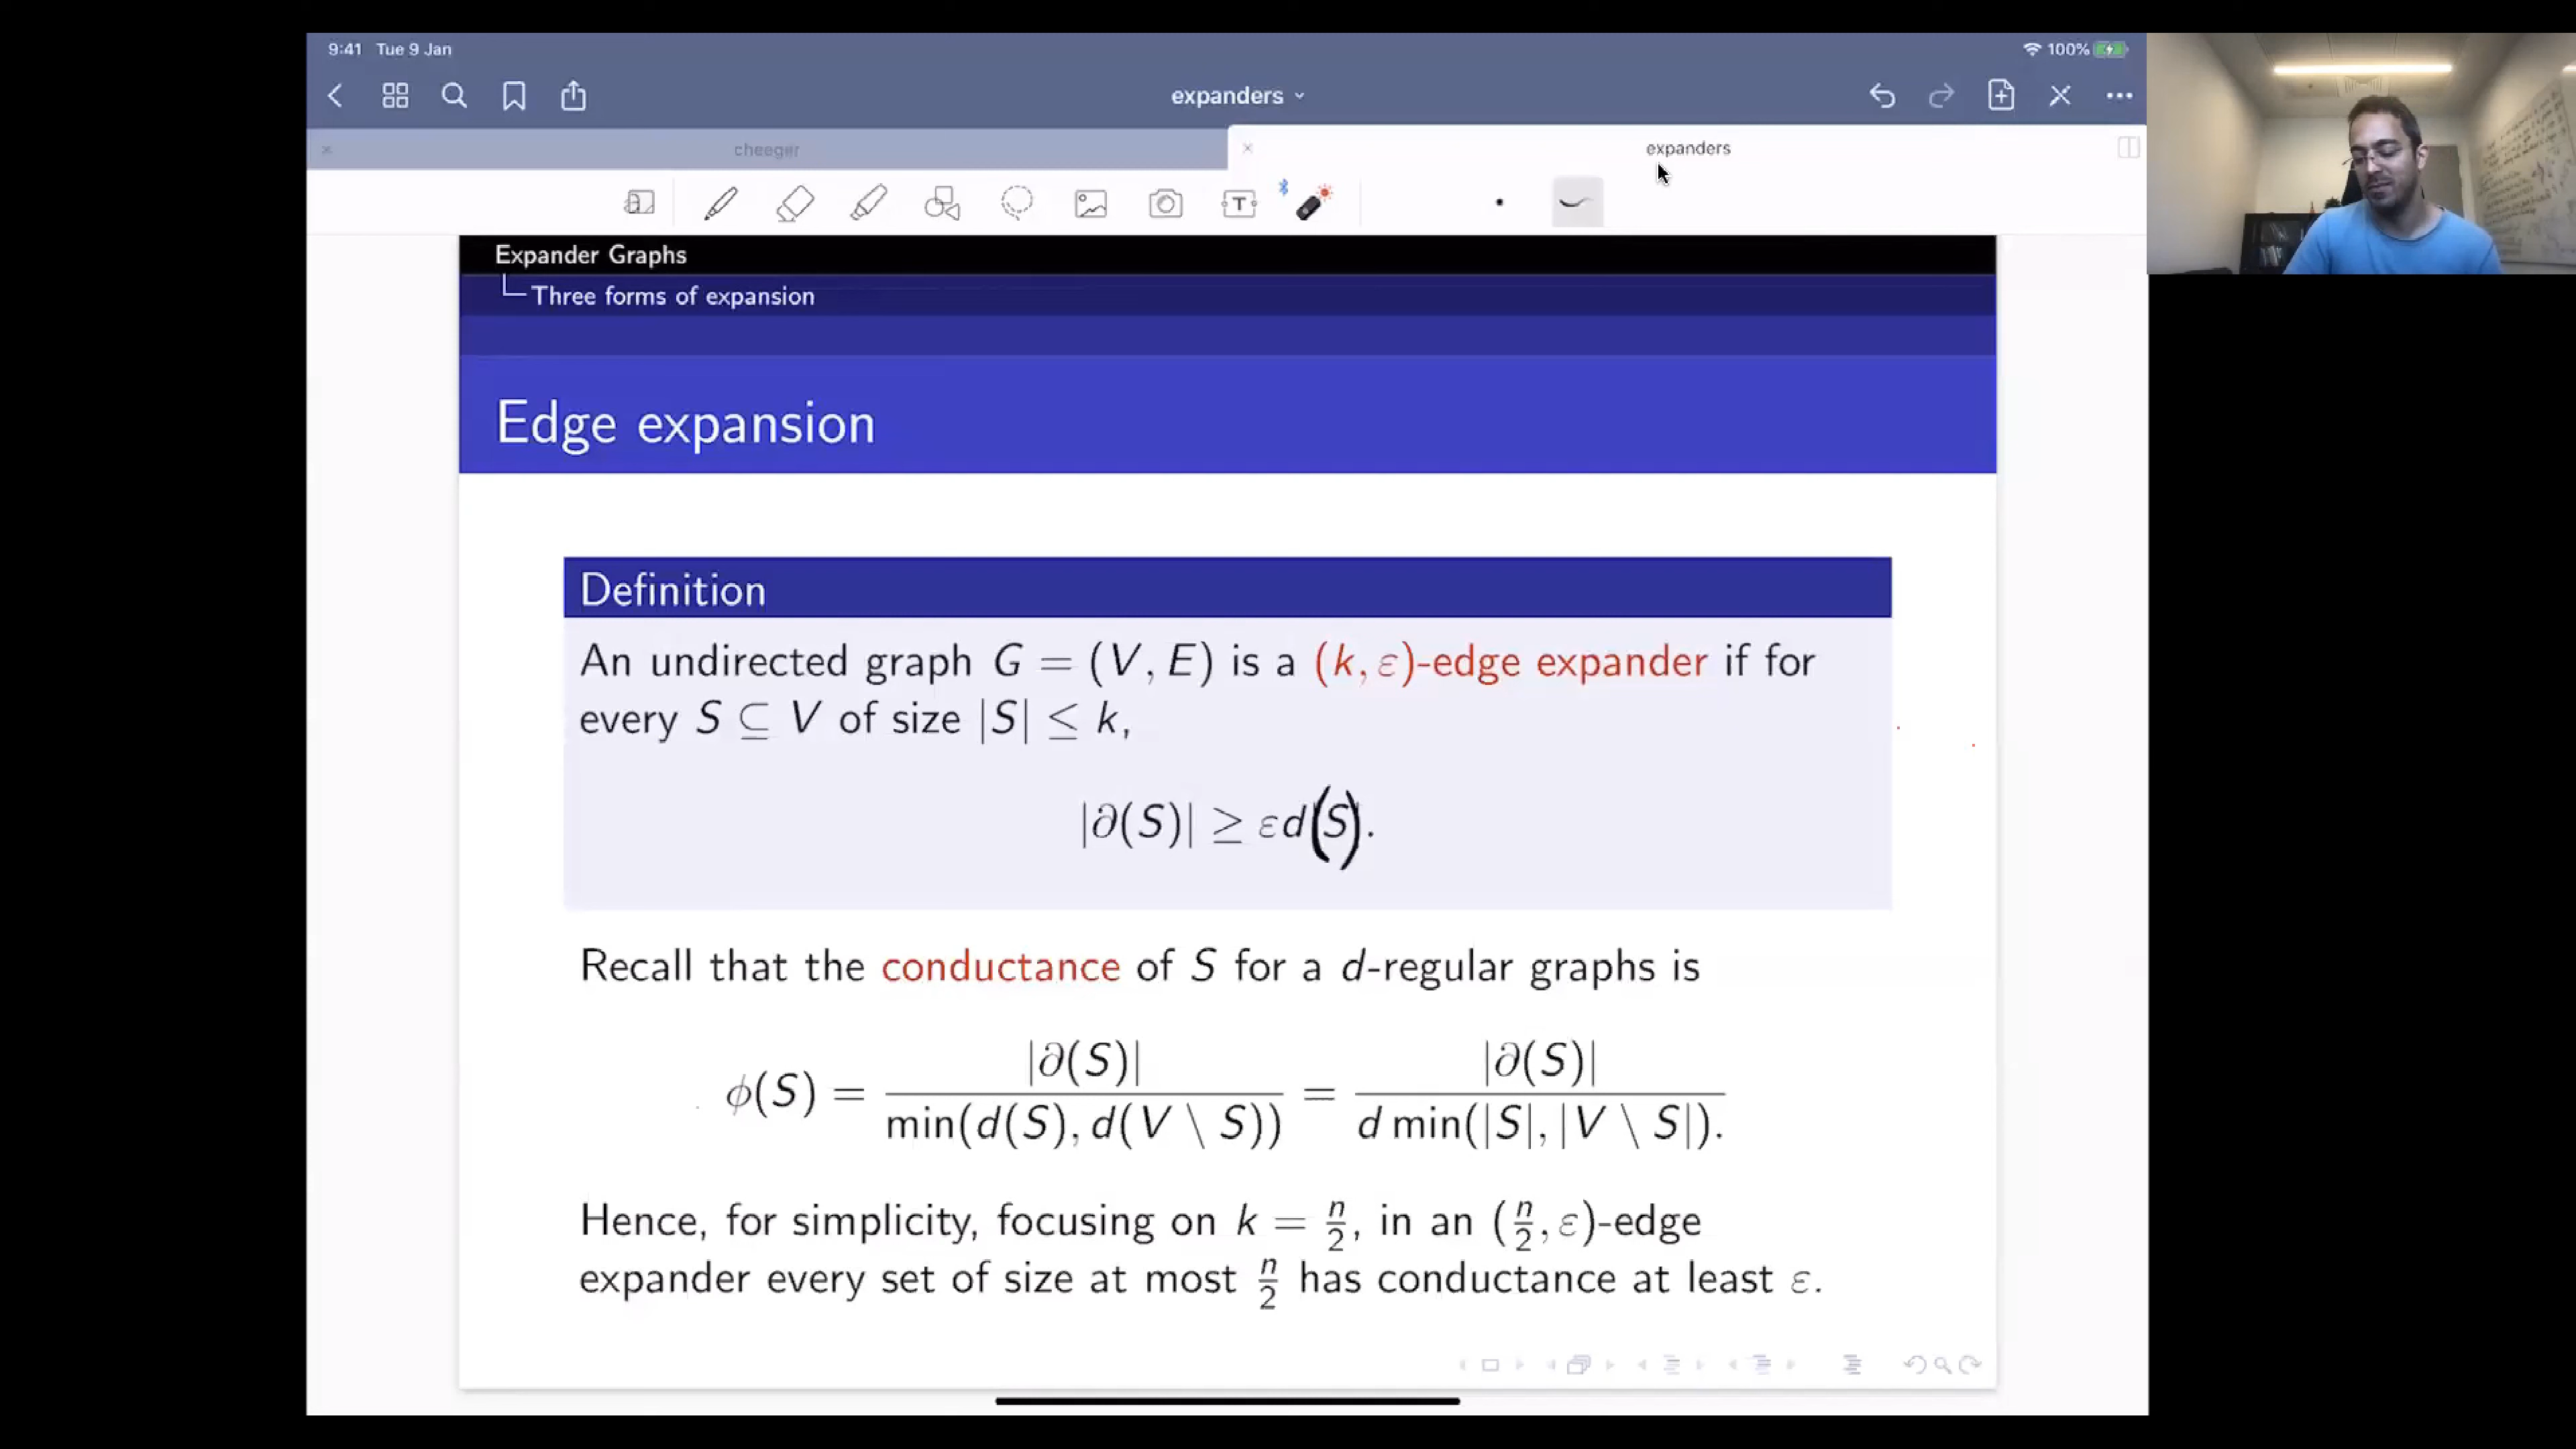 9:41 Tue 9 Jan
100%
expanders
cheeger
expanders
Expander Graphs
Three forms of expansion
Edge expansion
Definition
An undirected graph G = (V, E) is a (k, ε)-edge expander if for
every S ⊆ V of size |S| ≤ k,
|∂(S)| ≥ εd(S).
Recall that the conductance of S for a d-regular graphs is
ϕ(S) = |∂(S)| / min(d(S), d(V \ S)) = |∂(S)| / d min(|S|, |V \ S|).
Hence, for simplicity, focusing on k = n/2, in an (n/2, ε)-edge
expander every set of size at most n/2 has conductance at least ε.